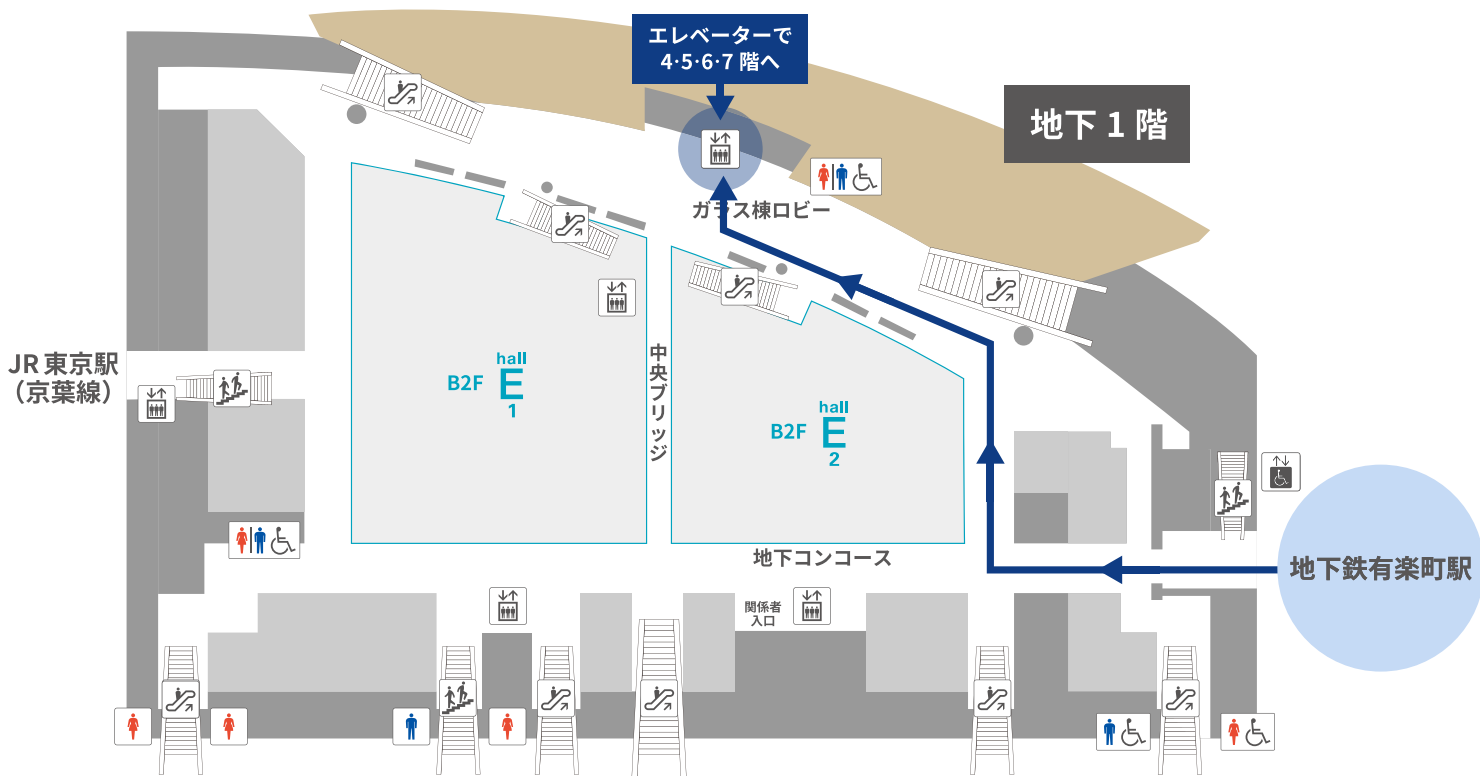 エレベーターで
4·5·6·7 階へ
地下 1 階
ガラス棟ロビー
JR 東京駅
（京葉線）
hall
B2F E
1
中央ブリッジ
hall
B2F E
2
地下コンコース
地下鉄有楽町駅
関係者
入口